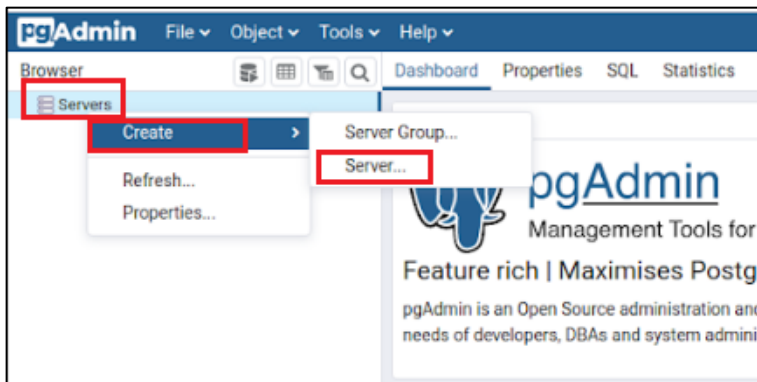 pgAdmin File Object Tools Help
Browser Dashboard Properties SQL Statistics
Servers
Create Server Group...
Server...
Refresh...
Properties...
pgAdmin
Management Tools for
Feature rich | Maximises Postg
pgAdmin is an Open Source administration and
needs of developers, DBAs and system admini